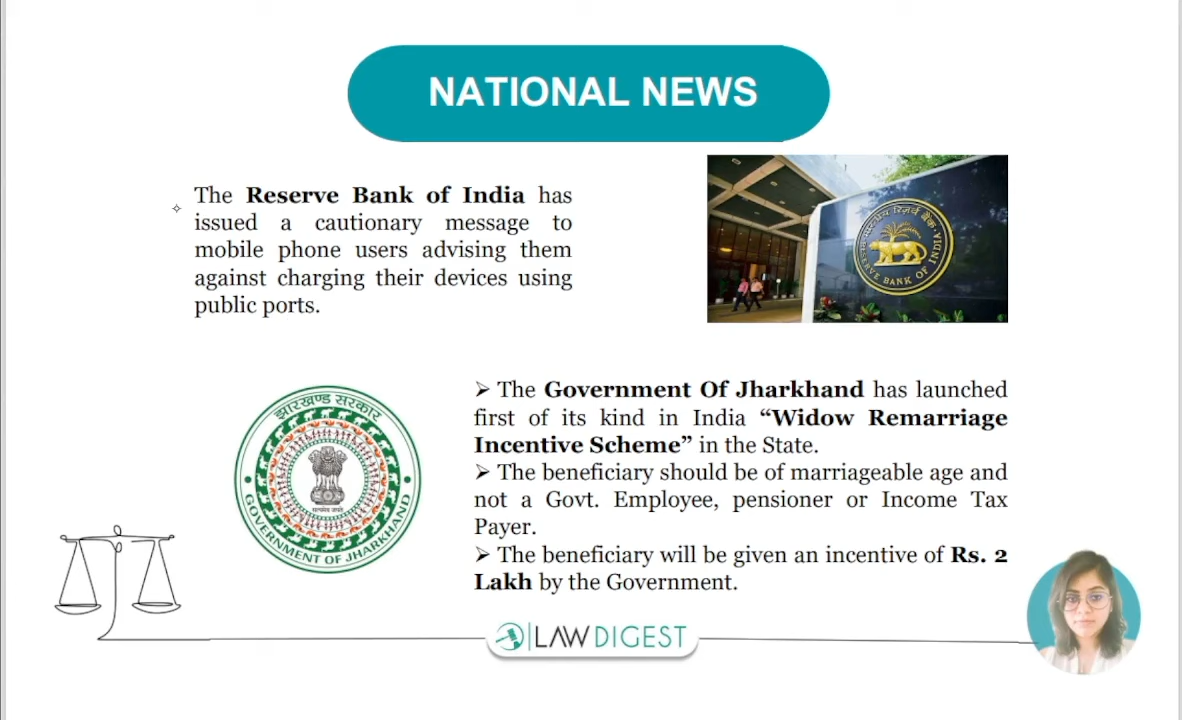 NATIONAL NEWS
The Reserve Bank of India has
issued a cautionary message to
mobile phone users advising them
against charging their devices using
public ports.
भारतीय रिज़र्व बैंक
RESERVE BANK OF INDIA
➢ The Government Of Jharkhand has launched
first of its kind in India “Widow Remarriage
Incentive Scheme” in the State.
➢ The beneficiary should be of marriageable age and
not a Govt. Employee, pensioner or Income Tax
Payer.
➢ The beneficiary will be given an incentive of Rs. 2
Lakh by the Government.
झारखण्ड सरकार
सत्यमेव जयते
GOVERNMENT OF JHARKHAND
LAW DIGEST